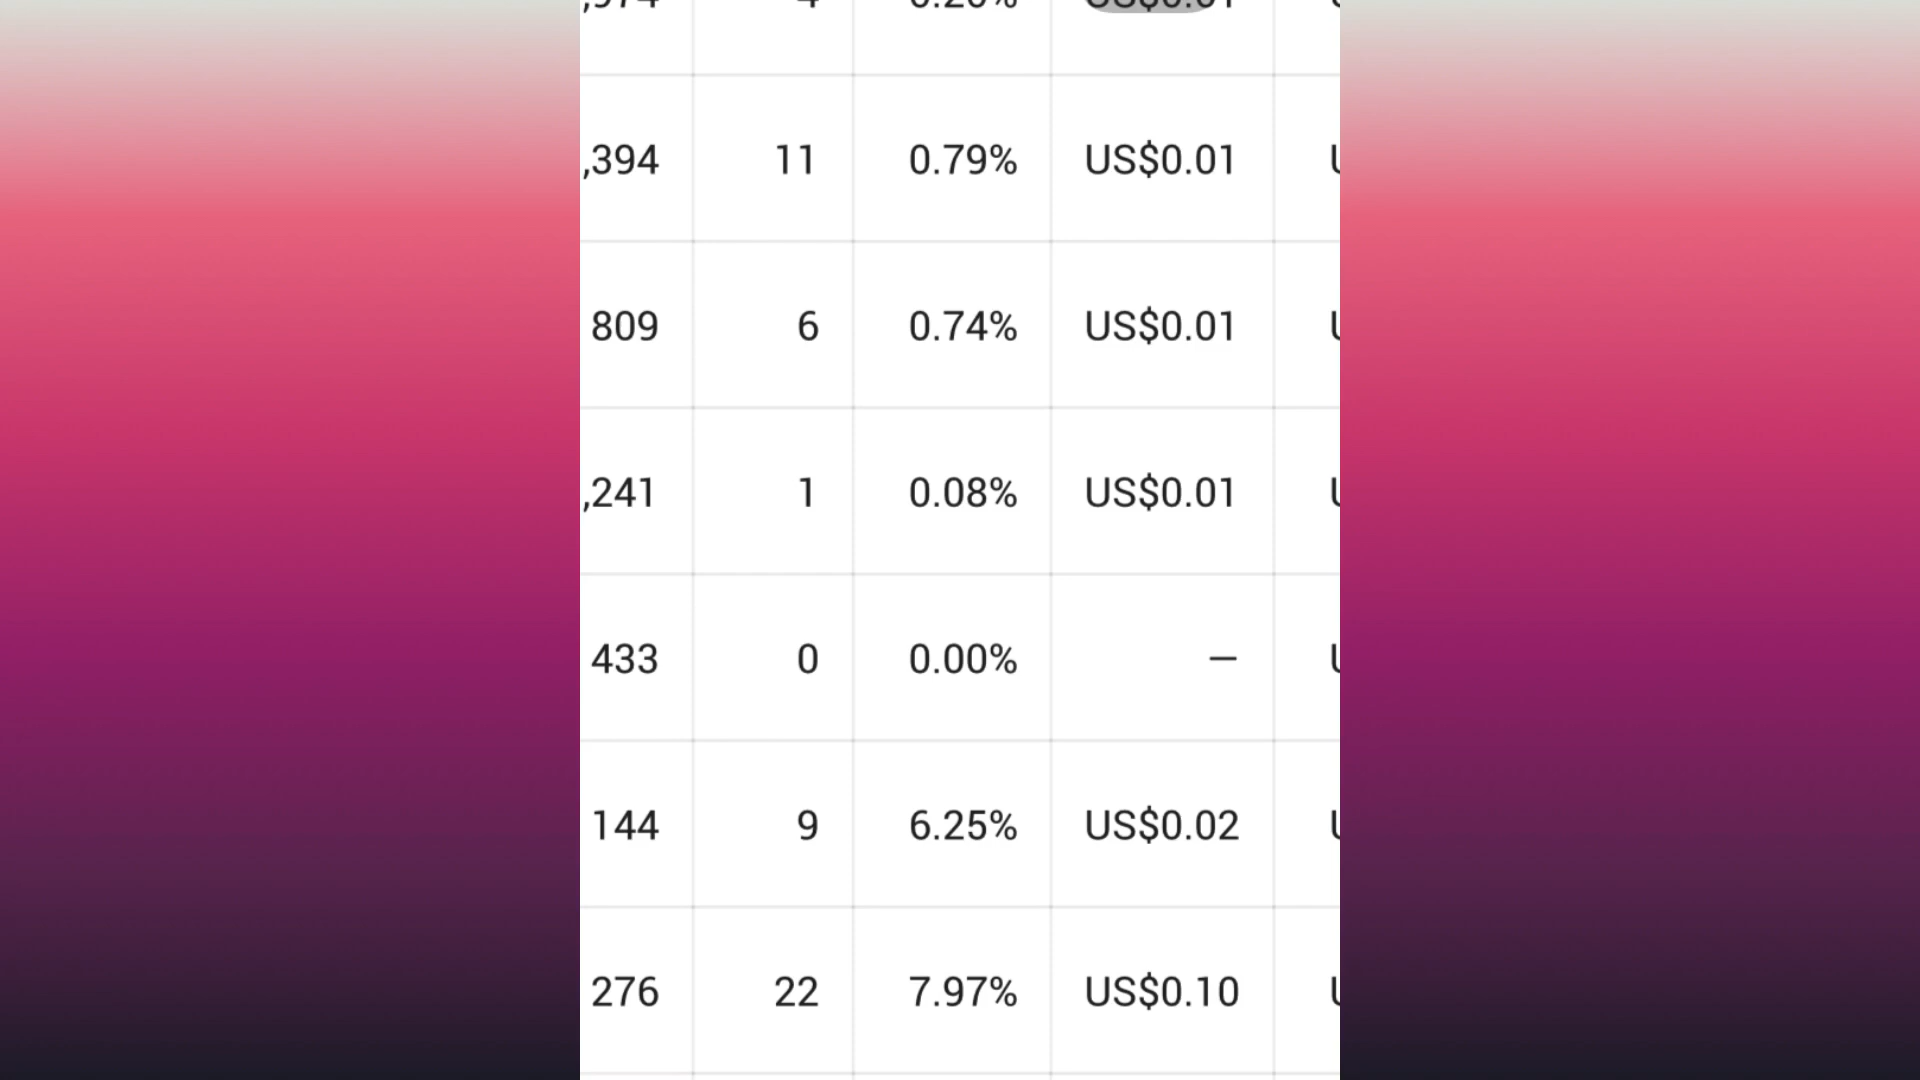 ,394 11 0.79% US$0.01
809 6 0.74% US$0.01
,241 1 0.08% US$0.01
433 0 0.00% —
144 9 6.25% US$0.02
276 22 7.97% US$0.10